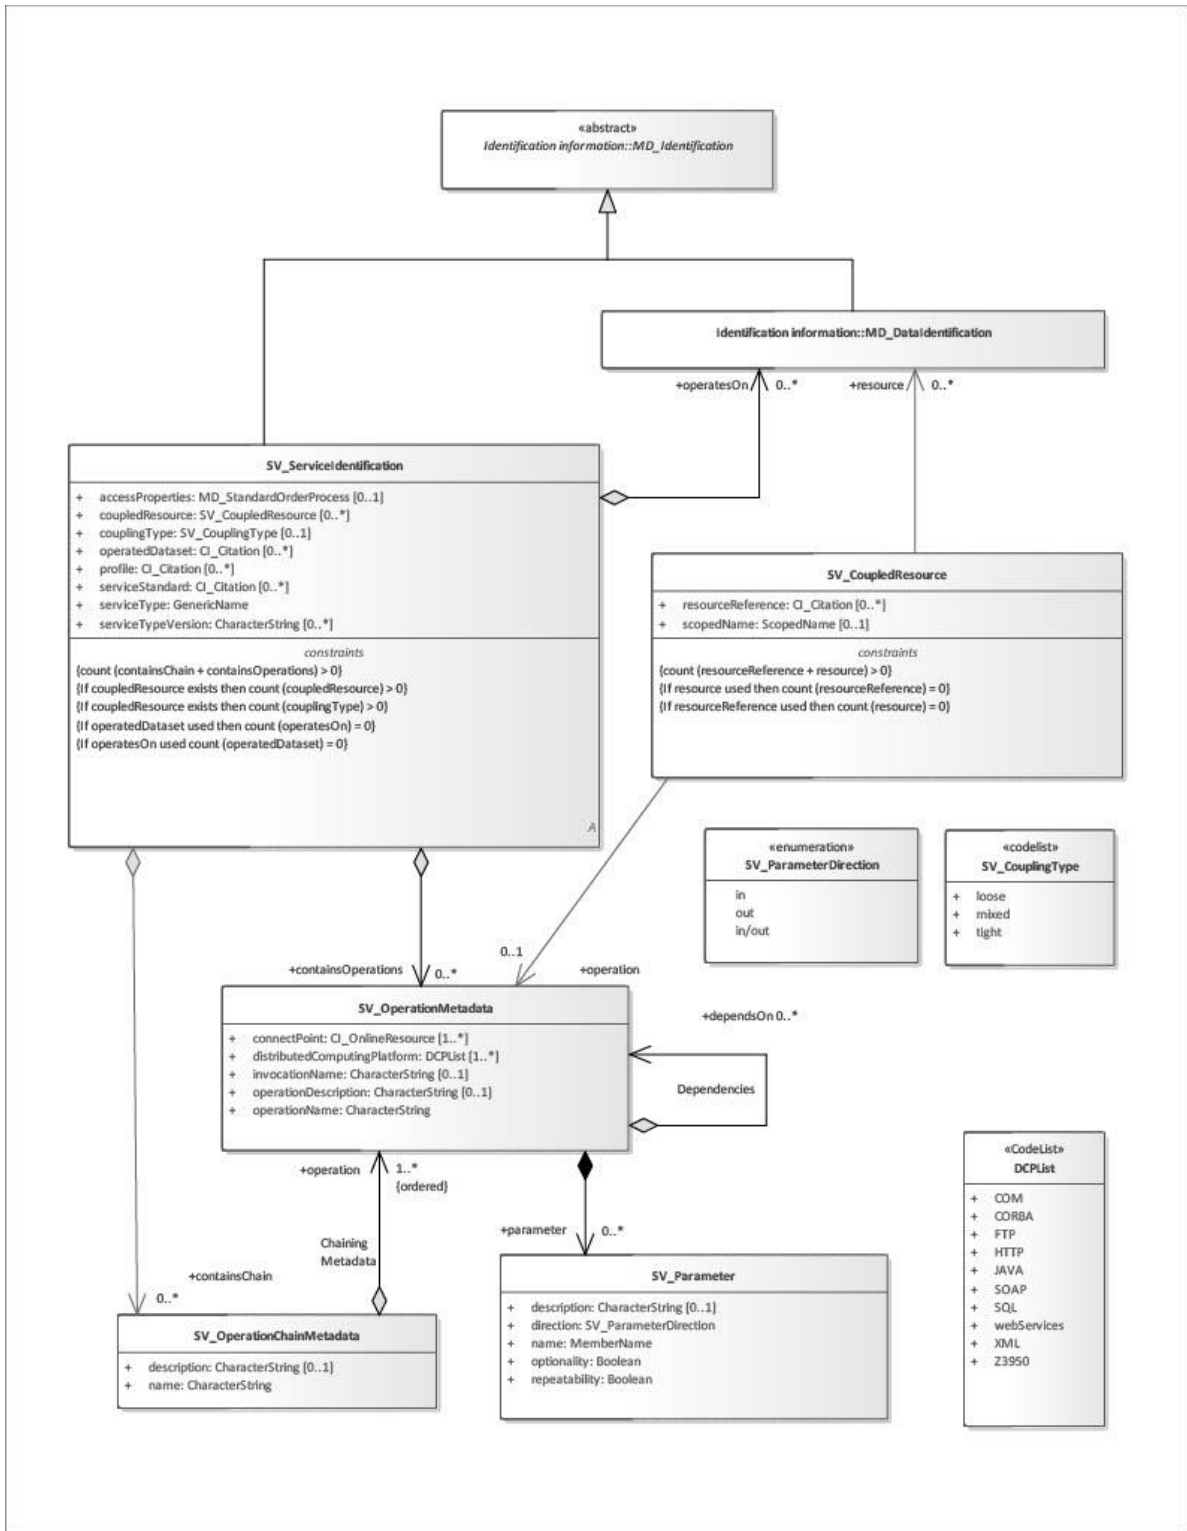 «abstract»
Identification information::MD_Identification
Identification information::MD_DataIdentification
+operatesOn
0..*
+resource
0..*
SV_ServiceIdentification
+ accessProperties: MD_StandardOrderProcess [0..1]
+ coupledResource: SV_CoupledResource [0..*]
+ couplingType: SV_CouplingType [0..1]
+ operatedDataset: CI_Citation [0..*]
+ profile: CI_Citation [0..*]
+ serviceStandard: CI_Citation [0..*]
+ serviceType: GenericName
+ serviceTypeVersion: CharacterString [0..*]
constraints
{count (containsChain + containsOperations) > 0}
{If coupledResource exists then count (coupledResource) > 0}
{If coupledResource exists then count (couplingType) > 0}
{If operatedDataset used then count (operatesOn) = 0}
{If operatesOn used count (operatedDataset) = 0}
A
SV_CoupledResource
+ resourceReference: CI_Citation [0..*]
+ scopedName: ScopedName [0..1]
constraints
{count (resourceReference + resource) > 0}
{If resource used then count (resourceReference) = 0}
{If resourceReference used then count (resource) = 0}
«enumeration»
SV_ParameterDirection
in
out
in/out
«codelist»
SV_CouplingType
+ loose
+ mixed
+ tight
+containsOperations
0..*
0..1
+operation
SV_OperationMetadata
+ connectPoint: CI_OnlineResource [1..*]
+ distributedComputingPlatform: DCPList [1..*]
+ invocationName: CharacterString [0..1]
+ operationDescription: CharacterString [0..1]
+ operationName: CharacterString
+dependsOn 0..*
Dependencies
+operation
1..*
{ordered}
Chaining
Metadata
+parameter
0..*
+containsChain
0..*
SV_OperationChainMetadata
+ description: CharacterString [0..1]
+ name: CharacterString
SV_Parameter
+ description: CharacterString [0..1]
+ direction: SV_ParameterDirection
+ name: MemberName
+ optionality: Boolean
+ repeatability: Boolean
«CodeList»
DCPList
+ COM
+ CORBA
+ FTP
+ HTTP
+ JAVA
+ SOAP
+ SQL
+ webServices
+ XML
+ Z3950